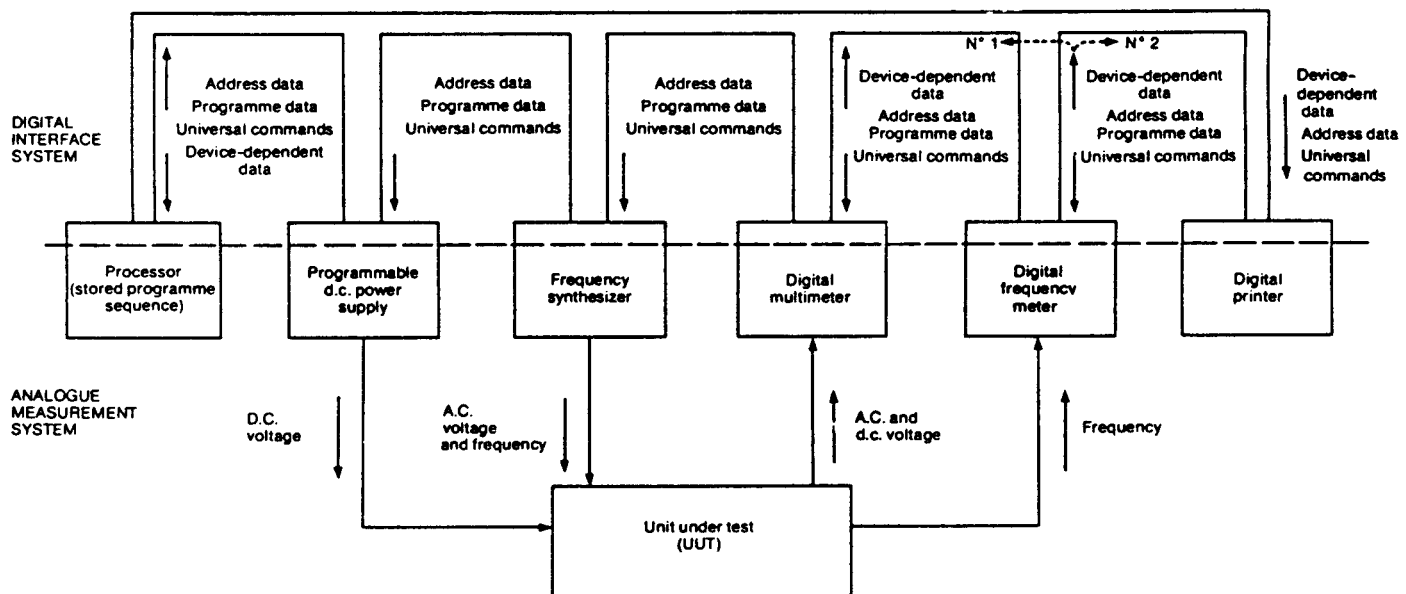 DIGITAL
INTERFACE
SYSTEM
Address data
Programme data
Universal commands
Device-dependent
data
Address data
Programme data
Universal commands
Address data
Programme data
Universal commands
Device-dependent
data
Address data
Programme data
Universal commands
N° 1
N° 2
Device-dependent
data
Address data
Programme data
Universal commands
Device-
dependent
data
Address data
Universal
commands
Processor
(stored programme
sequence)
Programmable
d.c. power
supply
Frequency
synthesizer
Digital
multimeter
Digital
frequency
meter
Digital
printer
ANALOGUE
MEASUREMENT
SYSTEM
D.C.
voltage
A.C.
voltage
and frequency
A.C. and
d.c. voltage
Frequency
Unit under test
(UUT)